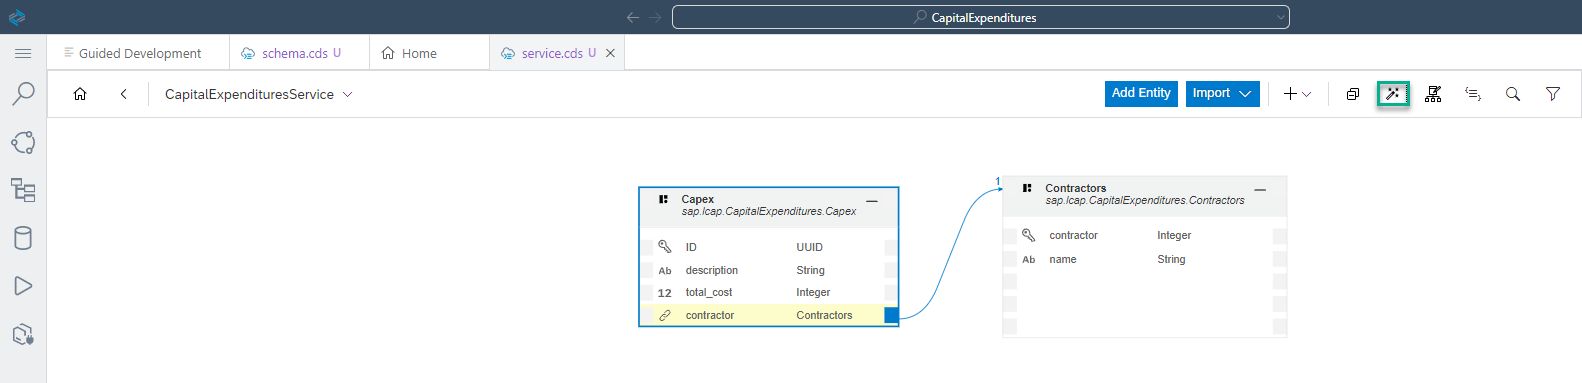 CapitalExpenditures
Guided Development schema.cds U Home service.cds U
CapitalExpendituresService Add Entity Import
1
Capex
sap.lcap.CapitalExpenditures.Capex
ID UUID
Ab description String
12 total_cost Integer
contractor Contractors
Contractors
sap.lcap.CapitalExpenditures.Contractors
contractor Integer
Ab name String